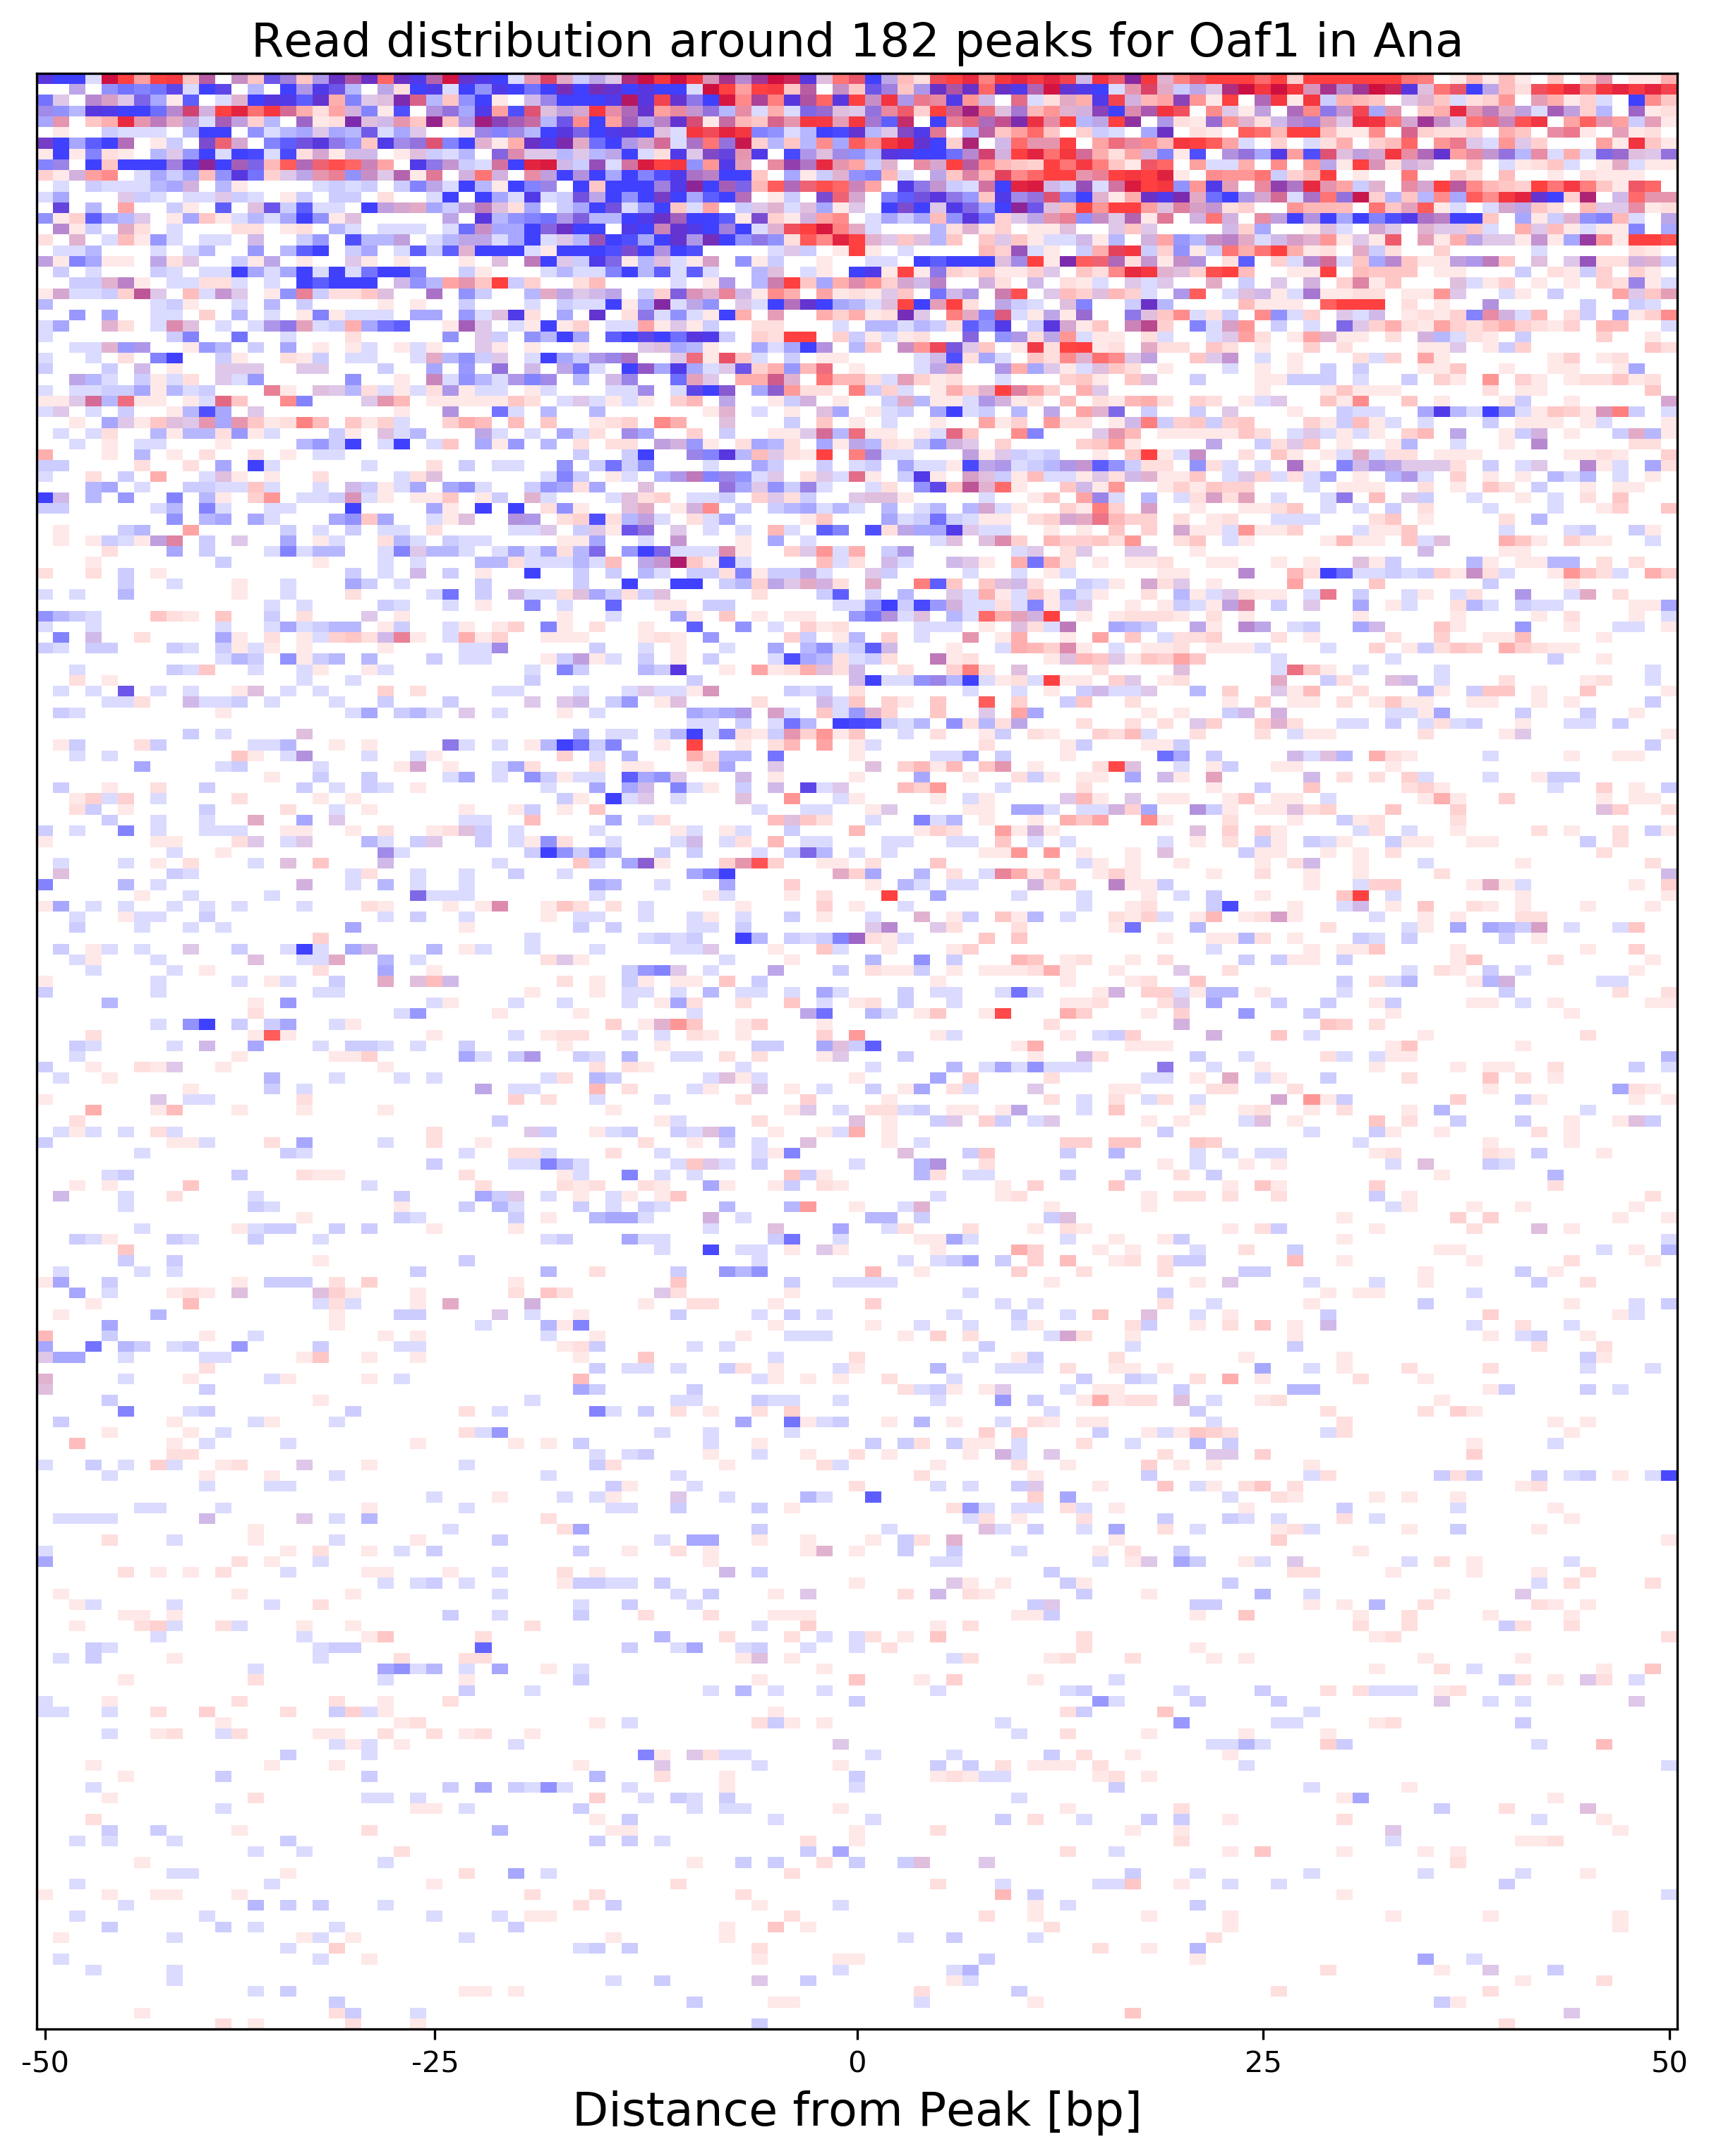 Read distribution around 182 peaks for Oaf1 in Ana
-50 -25 0 25 50
Distance from Peak [bp]